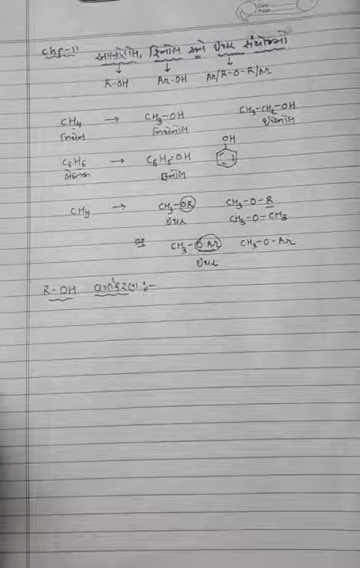 ch:-11 આલ્કોહોલ, ફિનોલ અને ઈથર સંયોજનો
↓ ↓ ↓
R-OH Ar-OH Ar/R-O-R/Ar
CH4 → CH3-OH CH3-CH2-OH
મિથેન મિથેનોલ ઇથેનોલ
OH
C6H6 → C6H5-OH
બેન્ઝિન ફિનોલ
CH4 → CH3-OR CH3-O-R
ઈથર CH3-O-CH3
CH3-O Ar CH3-O-Ar
ઈથર
R-OH વર્ગીકરણ :-